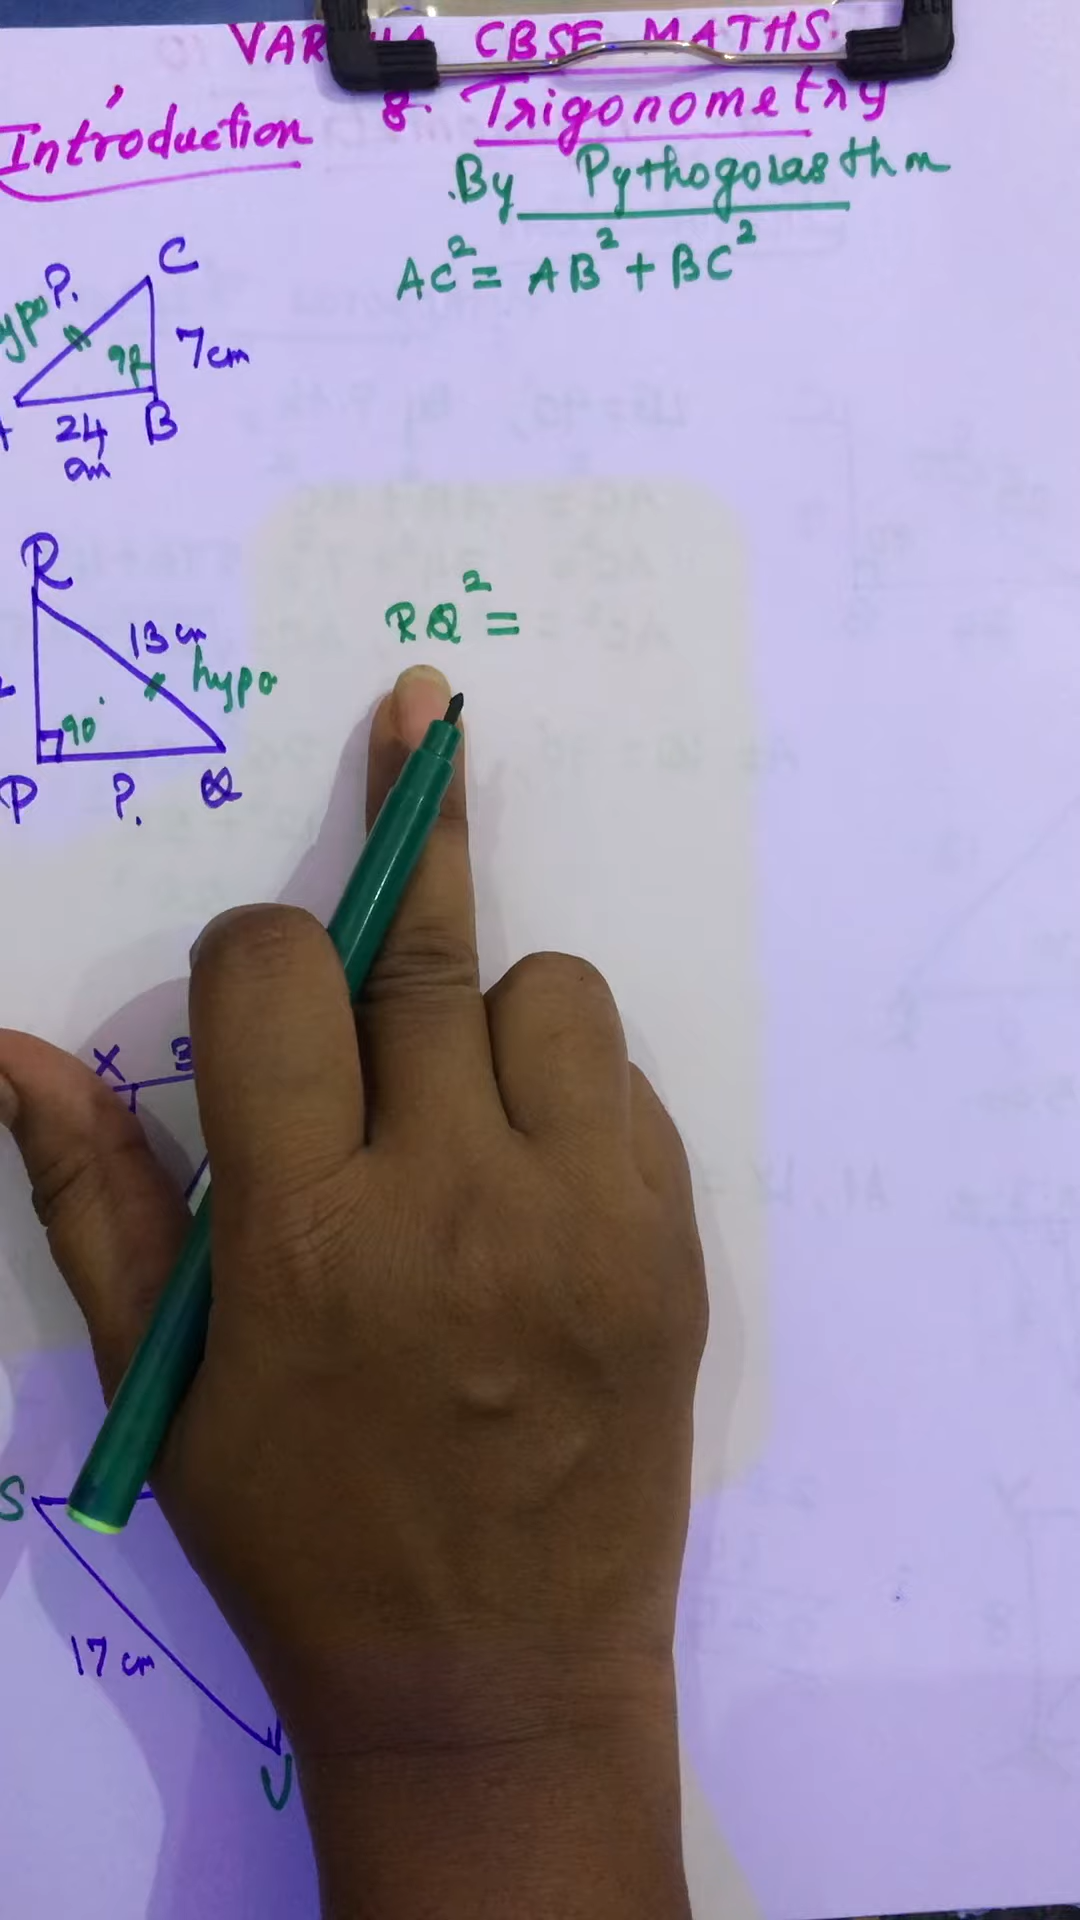 CBSE MATHS.
Introduction 8. Trigonometry
By Pythogoras thm
AC² = AB² + BC²
C
hypo P.
90°
7cm
24
cm
B
R
RQ² =
13 cm
hypo
90°
P P. Q
X 3
S
17 cm
U